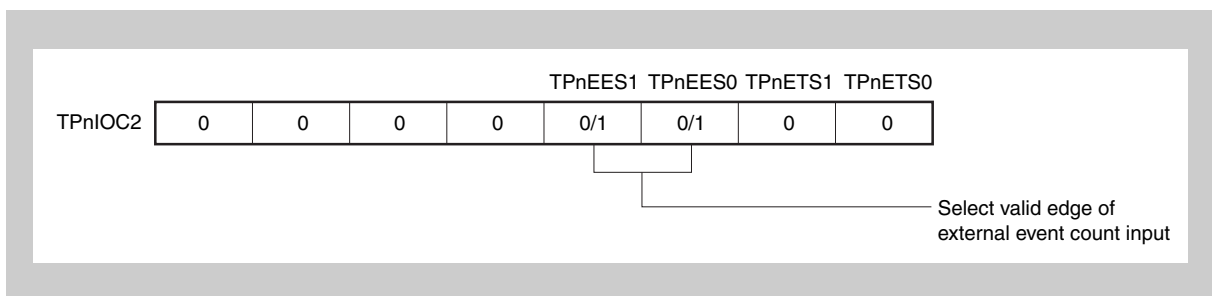 TPnEES1 TPnEES0 TPnETS1 TPnETS0
TPnIOC2 0 0 0 0 0/1 0/1 0 0
Select valid edge of
external event count input